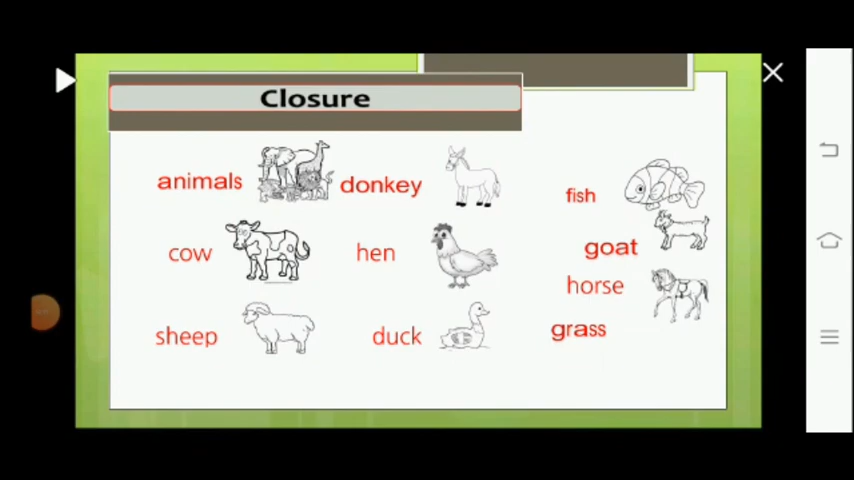 Closure
animals
donkey
fish
cow
hen
goat
horse
sheep
duck
grass